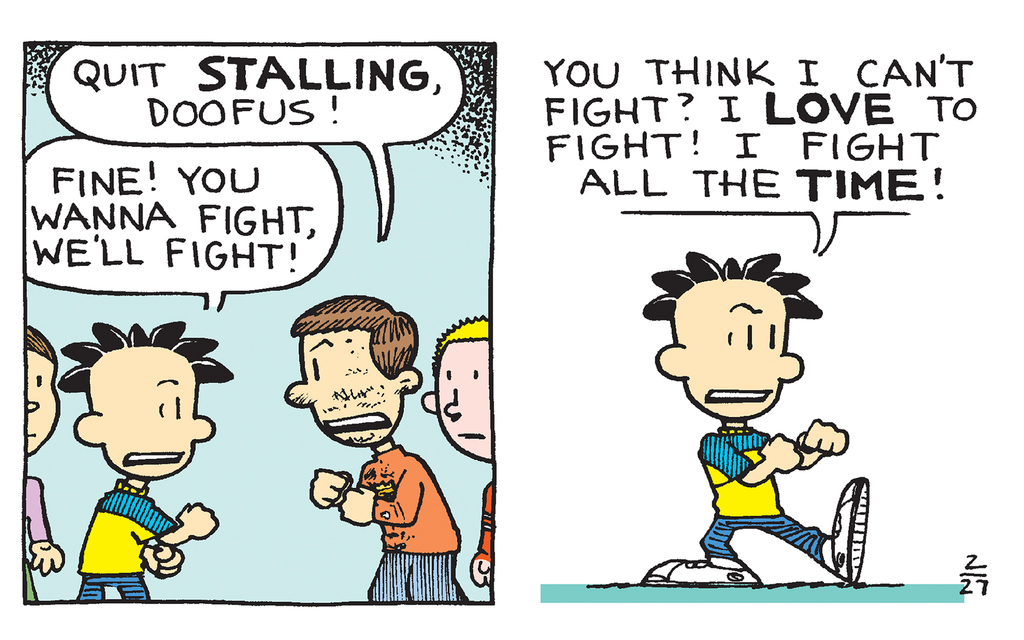 QUIT STALLING,
DOOFUS!
FINE! YOU
WANNA FIGHT,
WE'LL FIGHT!
YOU THINK I CAN'T
FIGHT? I LOVE TO
FIGHT! I FIGHT
ALL THE TIME!
2
27